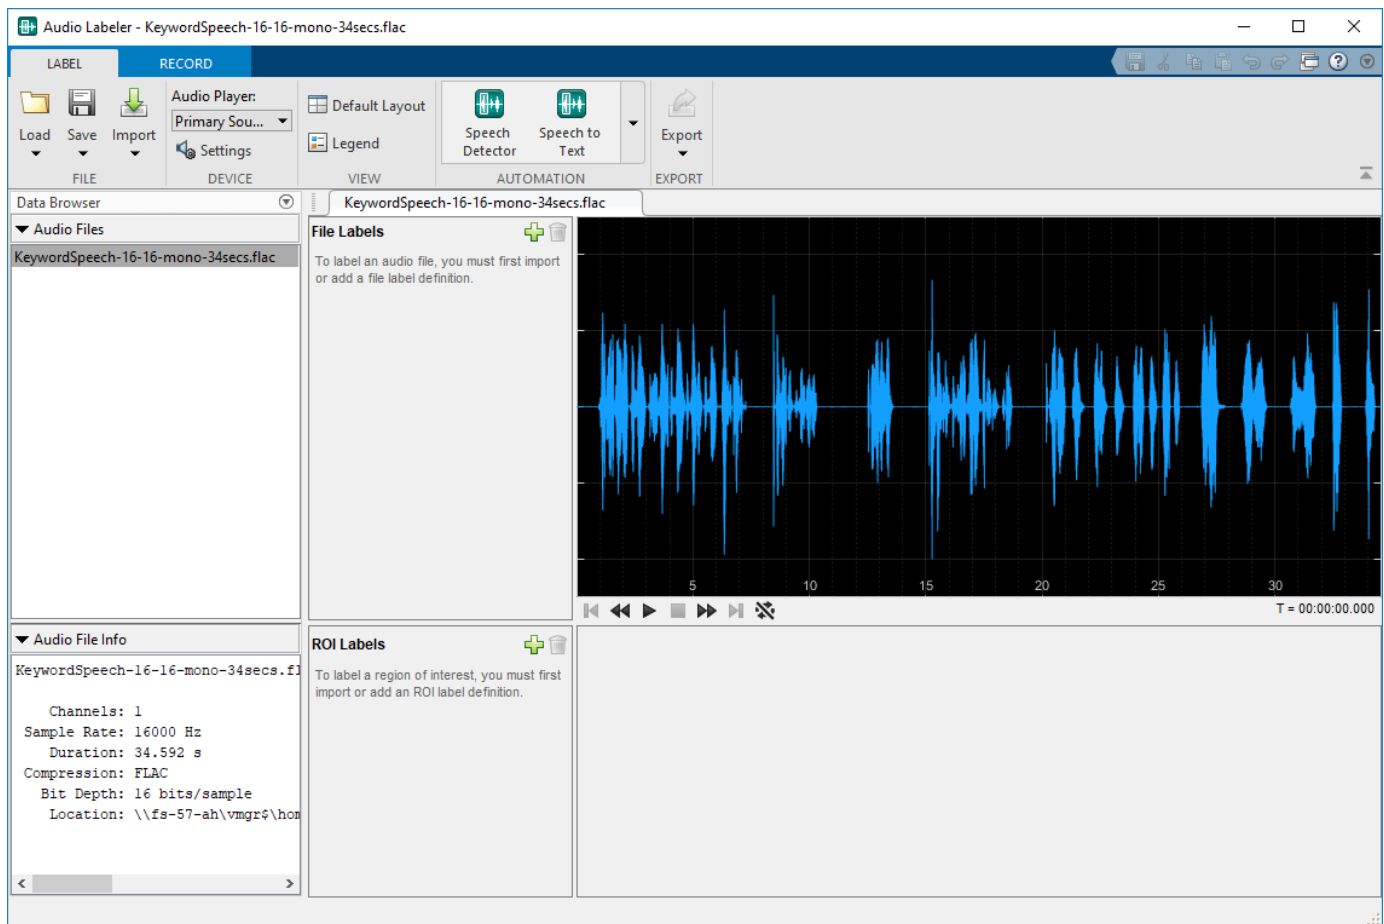 Audio Labeler - KeywordSpeech-16-16-mono-34secs.flac
LABEL
RECORD
Load
Save
Import
FILE
Audio Player:
Primary Sou...
Settings
DEVICE
Default Layout
Legend
VIEW
Speech Detector
Speech to Text
AUTOMATION
Export
EXPORT
Data Browser
Audio Files
KeywordSpeech-16-16-mono-34secs.flac
KeywordSpeech-16-16-mono-34secs.flac
File Labels
To label an audio file, you must first import
or add a file label definition.
5 10 15 20 25 30
T = 00:00:00.000
Audio File Info
KeywordSpeech-16-16-mono-34secs.fl
Channels: 1
Sample Rate: 16000 Hz
Duration: 34.592 s
Compression: FLAC
Bit Depth: 16 bits/sample
Location: \\fs-57-ah\vmgr$\hom
ROI Labels
To label a region of interest, you must first
import or add an ROI label definition.